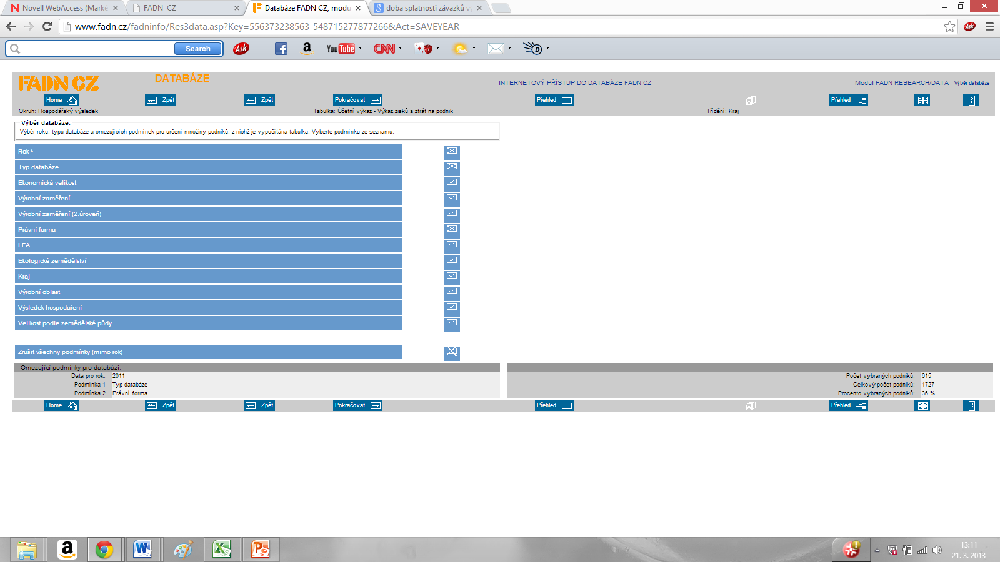 Novell WebAccess (Marké
FADN CZ
Databáze FADN CZ, modu
doba splatnosti závazků v
www.fadn.cz/fadninfo/Res3data.asp?Key=556373238563_548715277877266&Act=SAVEYEAR
Ask
Search
Ask
a
YouTube
CNN
D
FADN CZ
DATABÁZE
INTERNETOVÝ PŘÍSTUP DO DATABÁZE FADN CZ
Modul FADN RESEARCH/DATA Výběr databáze
Home
Zpět
Zpět
Pokračovat
Přehled
Přehled
Okruh: Hospodářský výsledek
Tabulka: Účetní výkaz - Výkaz zisků a ztrát na podnik
Třídění: Kraj
Výběr databáze:
Výběr roku, typu databáze a omezujících podmínek pro určení množiny podniků, z nichž je vypočítána tabulka. Vyberte podmínku ze seznamu.
Rok *
Typ databáze
Ekonomická velikost
Výrobní zaměření
Výrobní zaměření (2.úroveň)
Právní forma
LFA
Ekologické zemědělství
Kraj
Výrobní oblast
Výsledek hospodaření
Velikost podle zemědělské půdy
Zrušit všechny podmínky (mimo rok)
Omezující podmínky pro databázi:
Data pro rok: 2011
Podmínka 1 Typ databáze
Podmínka 2 Právní forma
Počet vybraných podniků: 615
Celkový počet podniků: 1727
Procento vybraných podniků: 36 %
Home
Zpět
Zpět
Pokračovat
Přehled
Přehled
13:11
21. 3. 2013